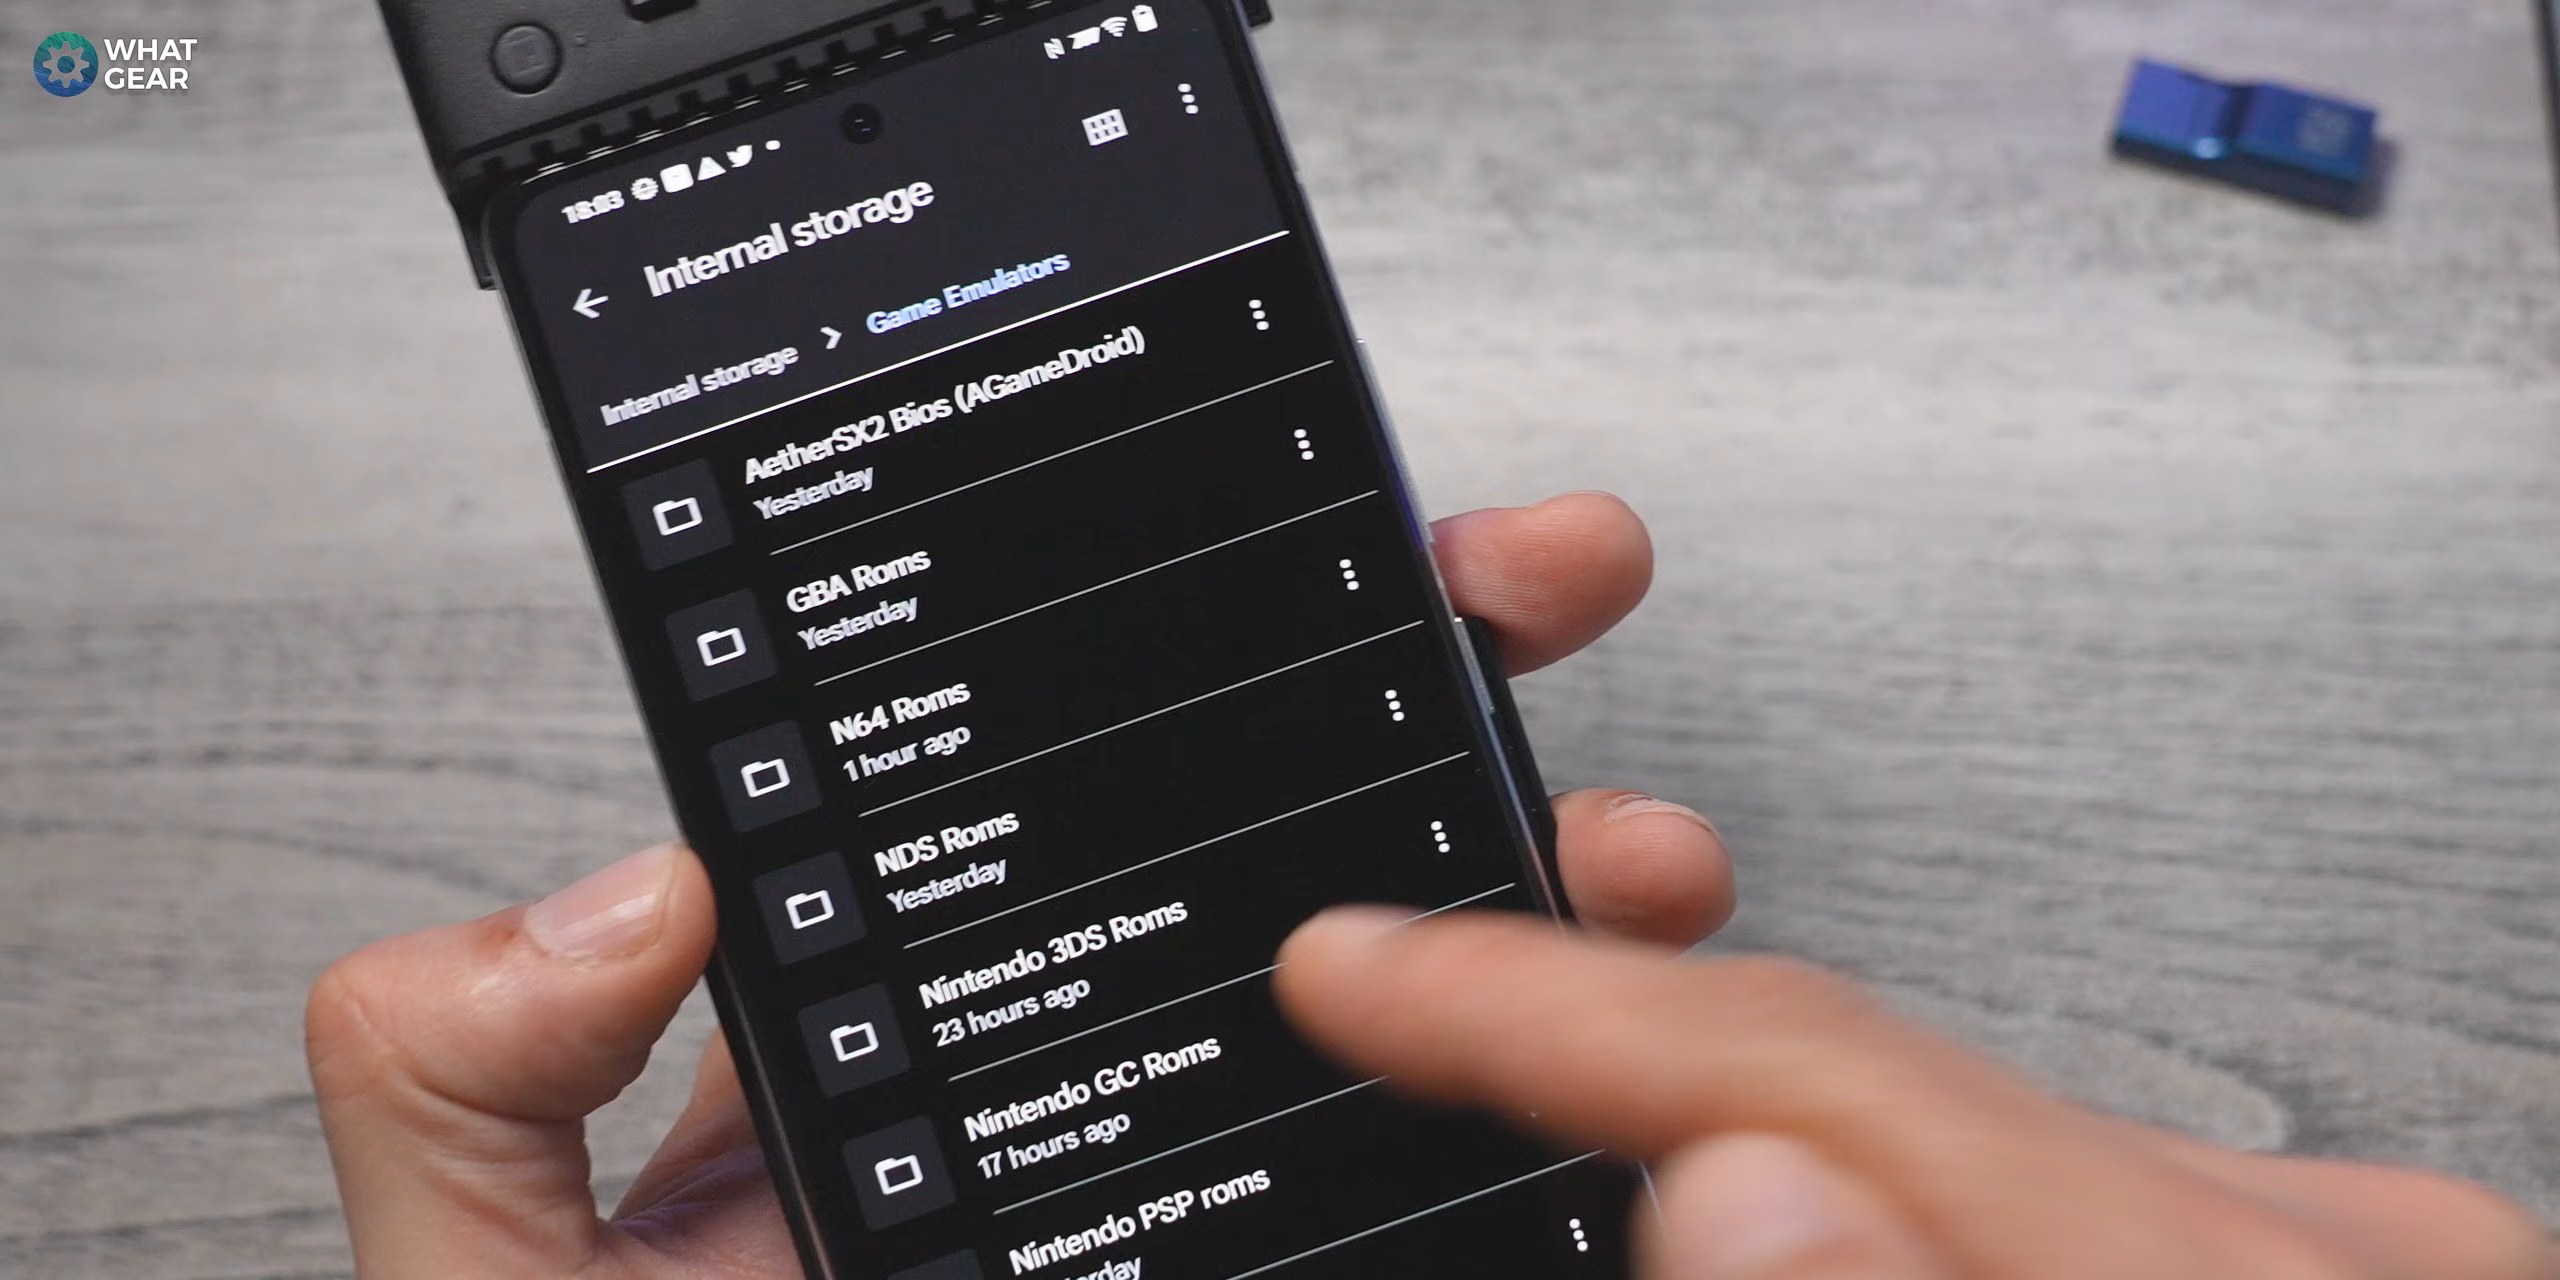 WHAT
GEAR
18:03
Internal storage
Internal storage > Game Emulators
AetherSX2 Bios (AGameDroid)
Yesterday
GBA Roms
Yesterday
N64 Roms
1 hour ago
NDS Roms
Yesterday
Nintendo 3DS Roms
23 hours ago
Nintendo GC Roms
17 hours ago
Nintendo PSP roms